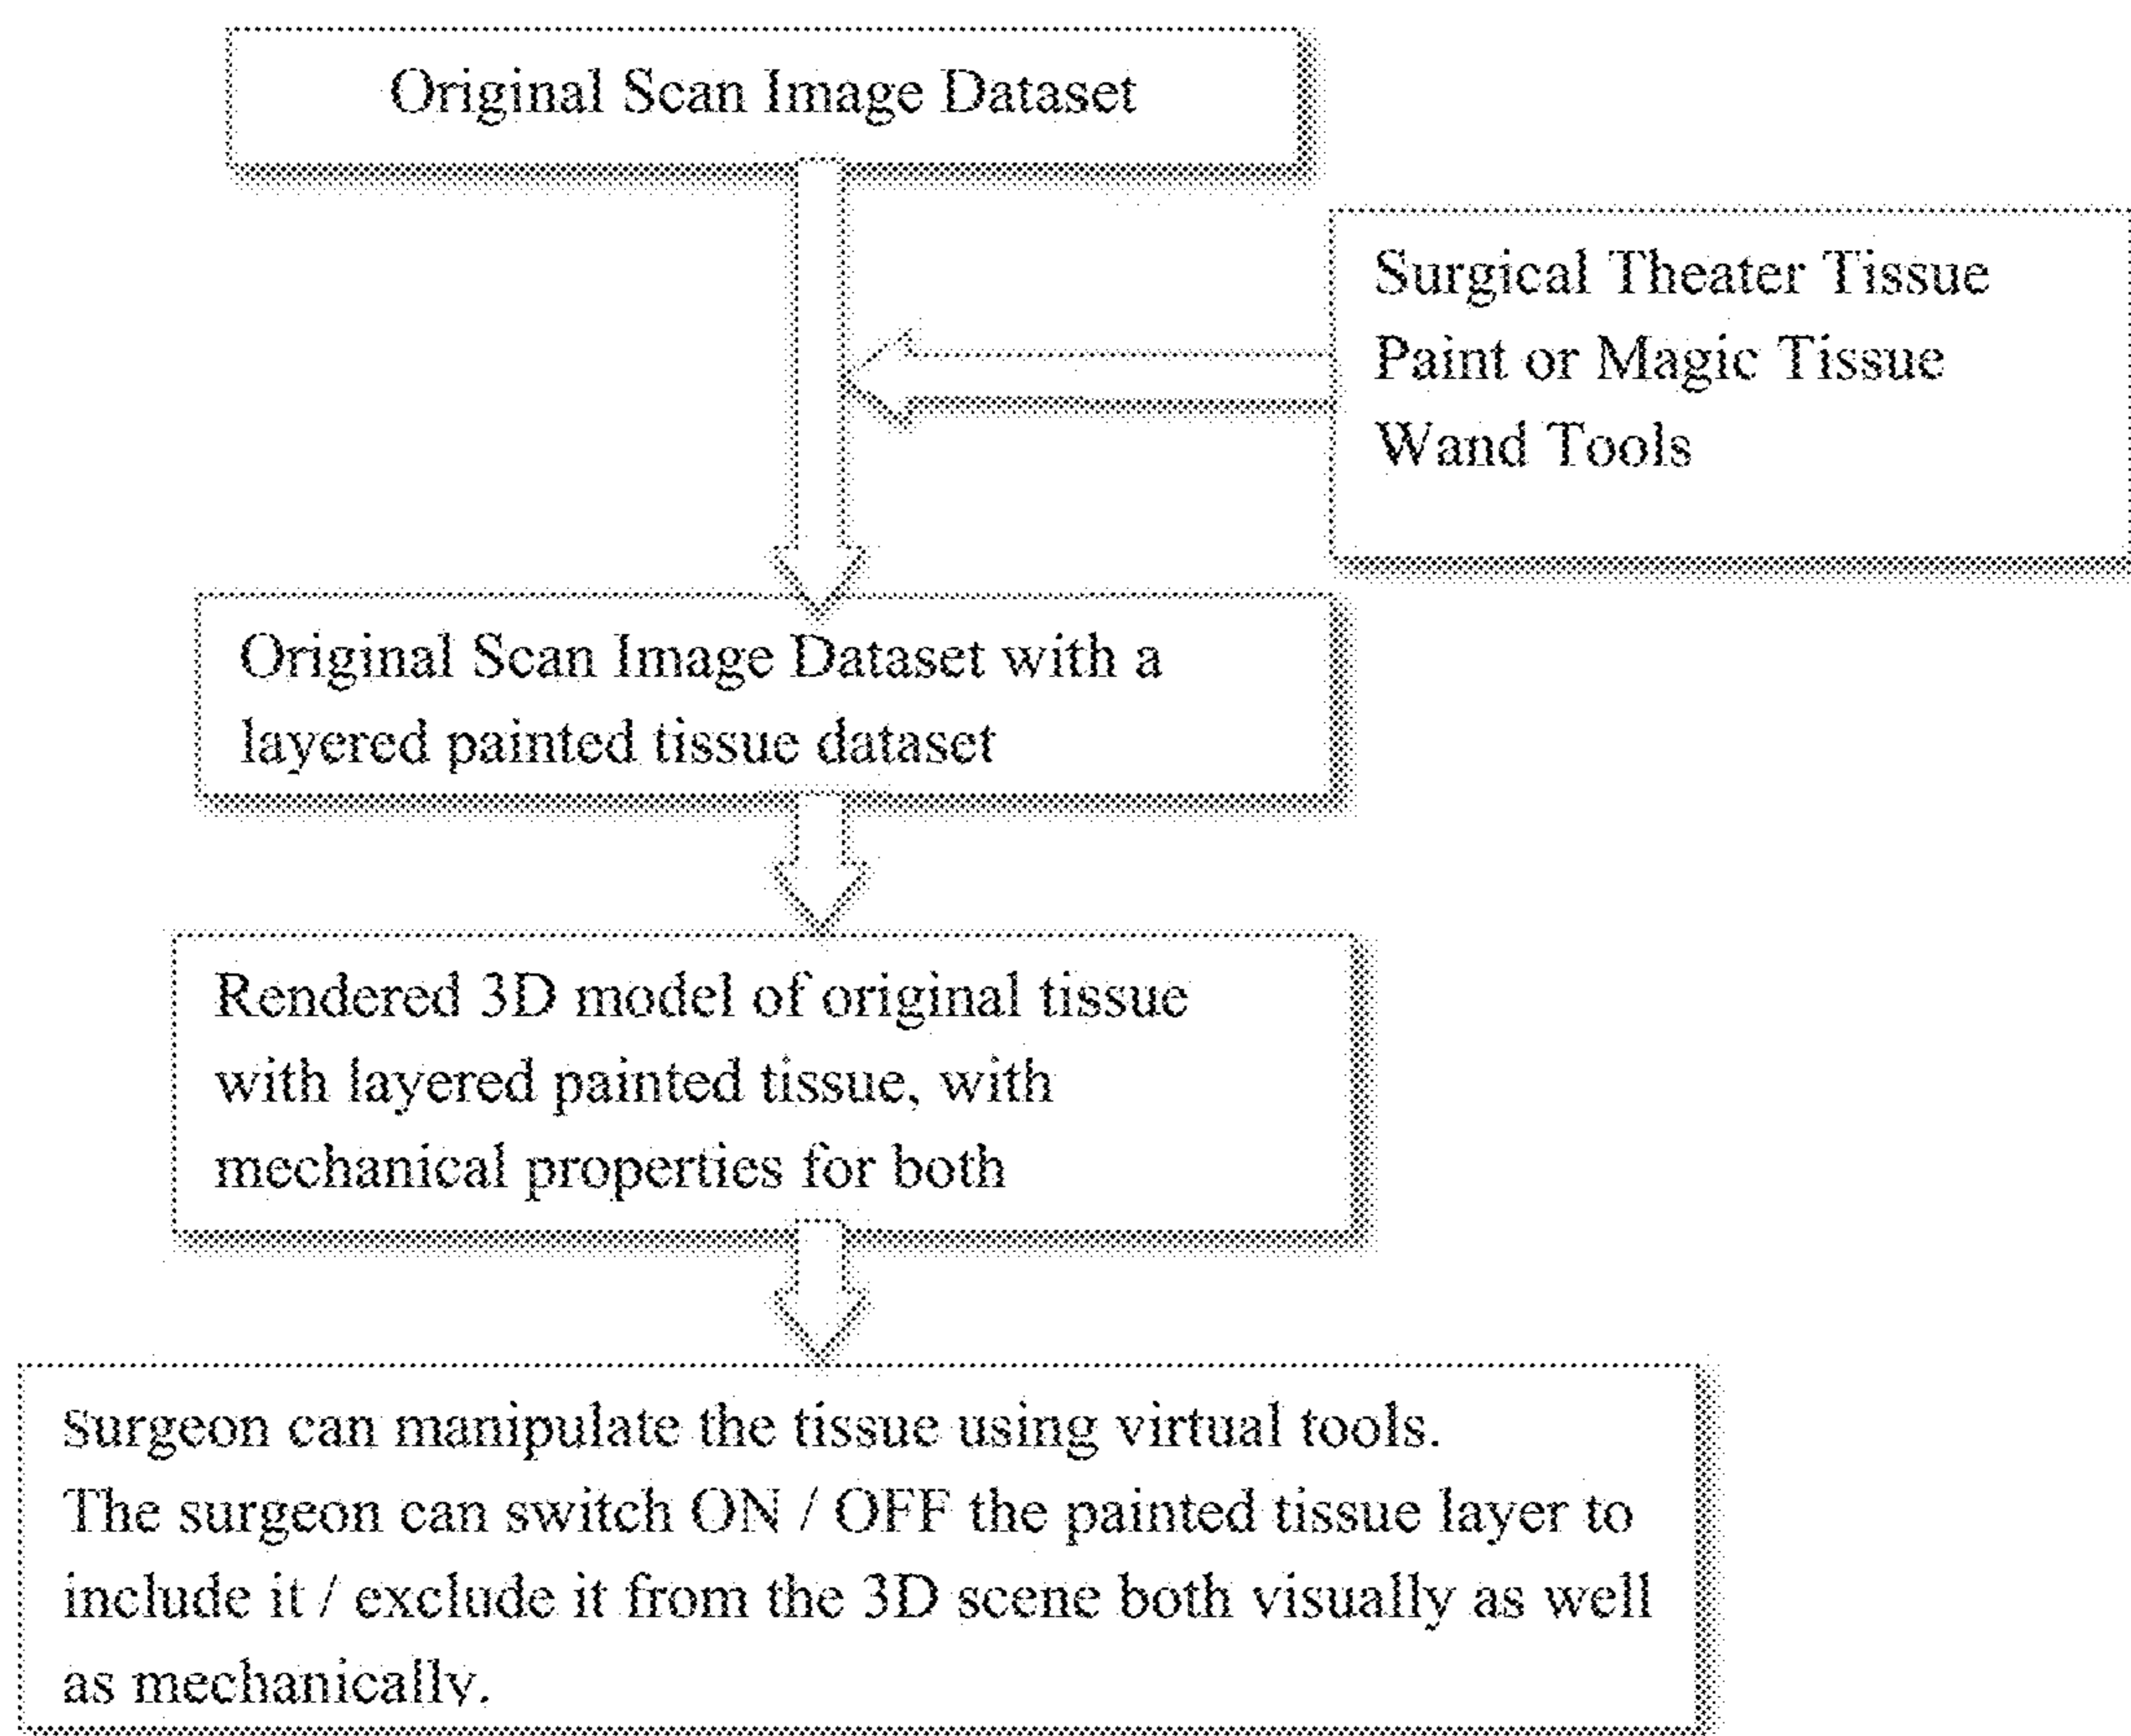 Original Scan Image Dataset
Surgical Theater Tissue
Paint or Magic Tissue
Wand Tools
Original Scan Image Dataset with a
layered painted tissue dataset
Rendered 3D model of original tissue
with layered painted tissue, with
mechanical properties for both
Surgeon can manipulate the tissue using virtual tools.
The surgeon can switch ON / OFF the painted tissue layer to
include it / exclude it from the 3D scene both visually as well
as mechanically.